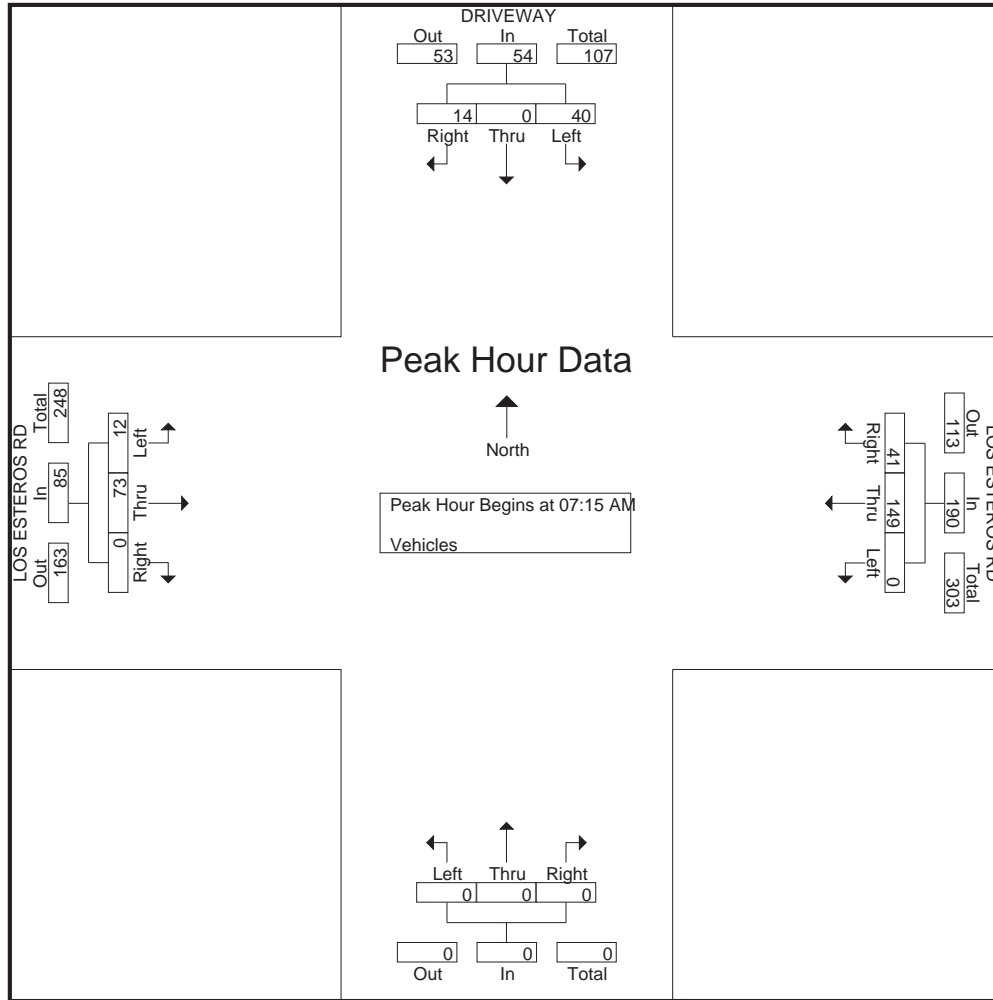 DRIVEWAY
Out In Total
53 54 107
14 0 40
Right Thru Left
Peak Hour Data
North
Peak Hour Begins at 07:15 AM
Vehicles
LOS ESTEROS RD
Out In Total
163 85 248
0 73 12
Right Thru Left
LOS ESTEROS RD
Out In Total
113 190 303
41 149 0
Right Thru Left
Left Thru Right
0 0 0
0 0 0
Out In Total